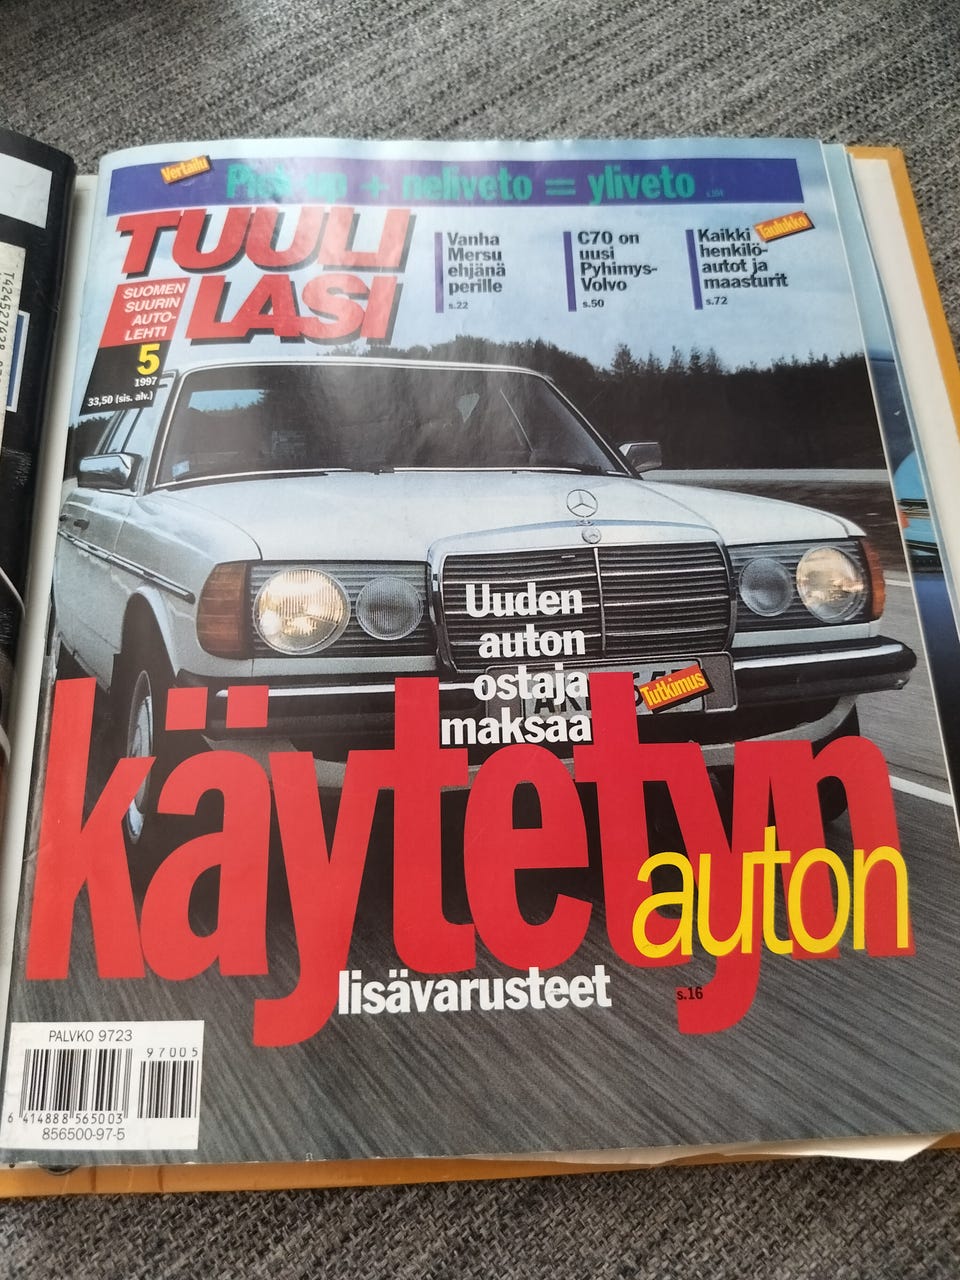 Vertailu
Pick-up + neliveto = yliveto
TUULI
LASI
SUOMEN
SUURIN
AUTO-
LEHTI
5
1997
33,50 (sis. alv.)
Vanha
Mersu
ehjänä
perille
s.22
C70 on
uusi
Pyhimys-
Volvo
s.50
Taulukko
Kaikki
henkilö-
autot ja
maasturit
s.72
Uuden
auton
ostaja
maksaa
Tutkimus
käytetyn
auton
lisävarusteet
s.16
PALVKO 9723
97005
6 414888 565003
856500-97-5